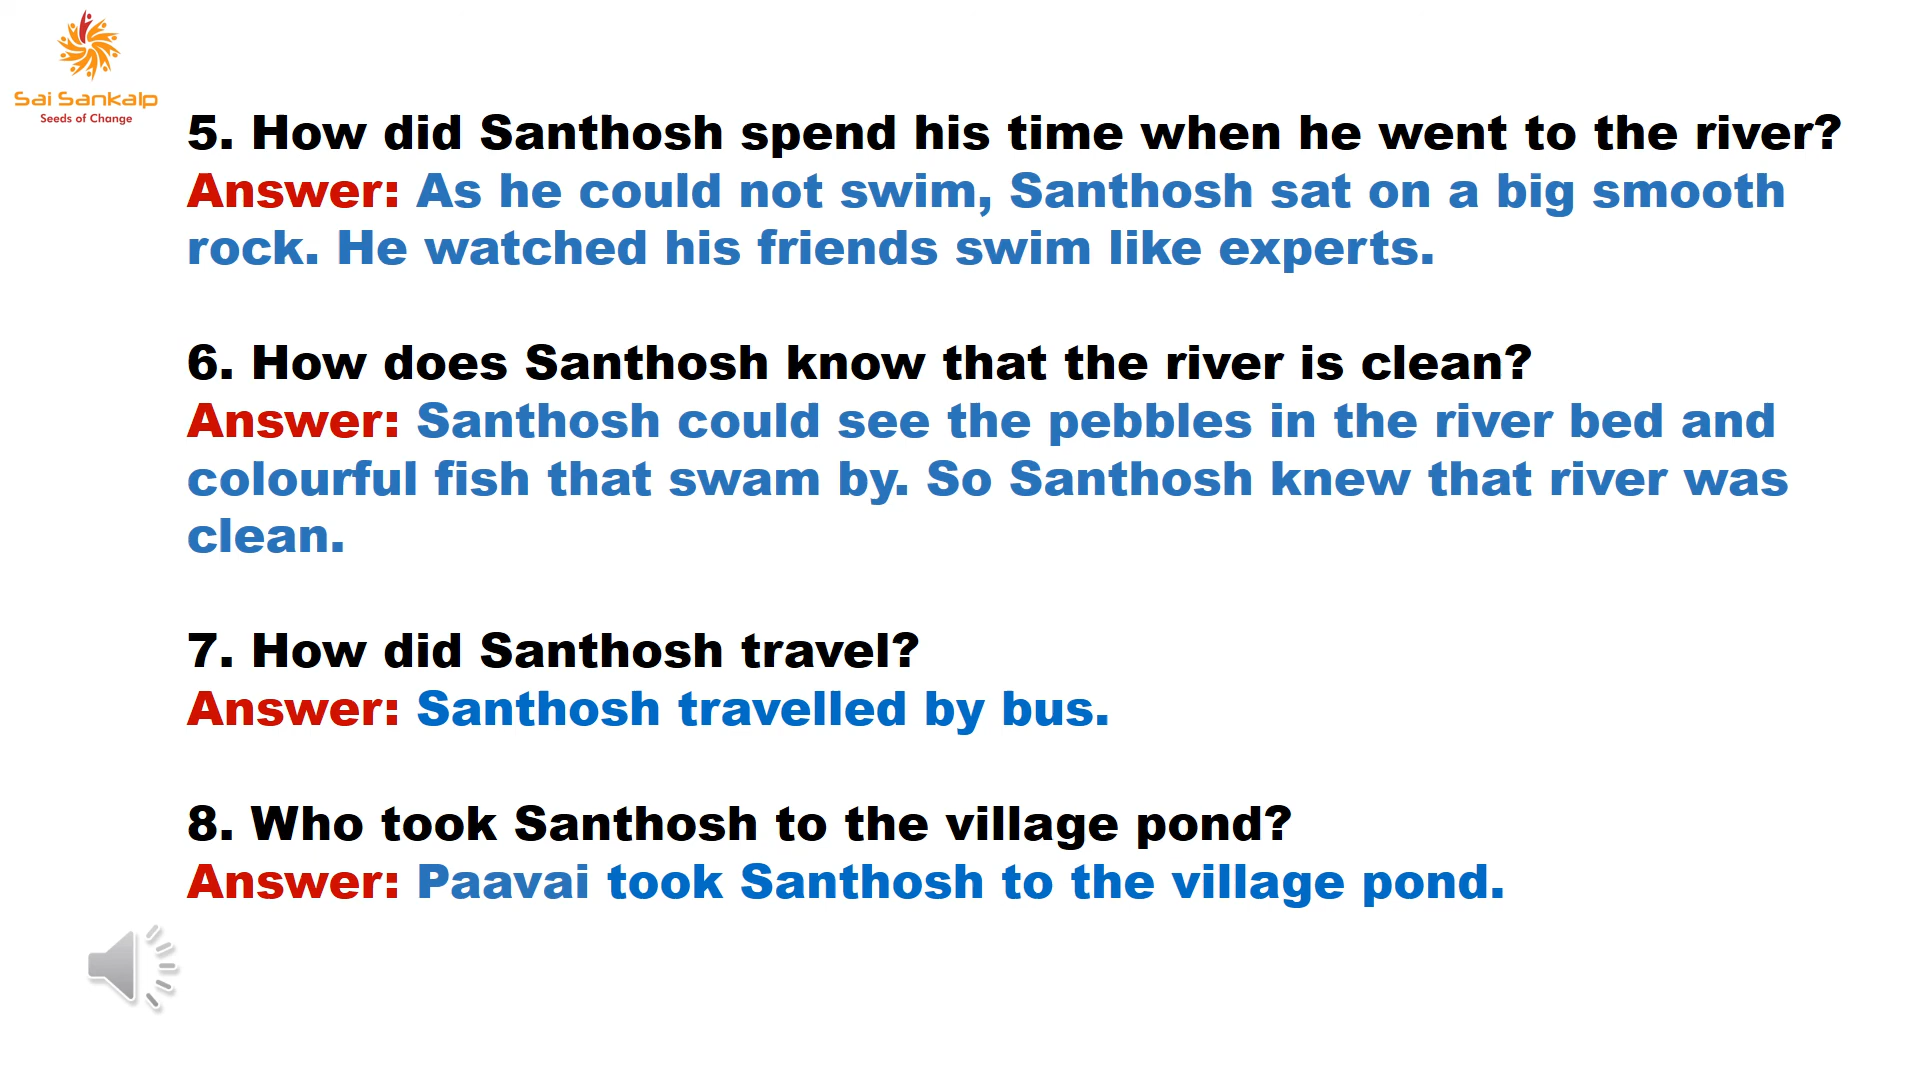 Sai Sankalp
Seeds of Change
5. How did Santhosh spend his time when he went to the river?
Answer: As he could not swim, Santhosh sat on a big smooth
rock. He watched his friends swim like experts.
6. How does Santhosh know that the river is clean?
Answer: Santhosh could see the pebbles in the river bed and
colourful fish that swam by. So Santhosh knew that river was
clean.
7. How did Santhosh travel?
Answer: Santhosh travelled by bus.
8. Who took Santhosh to the village pond?
Answer: Paavai took Santhosh to the village pond.